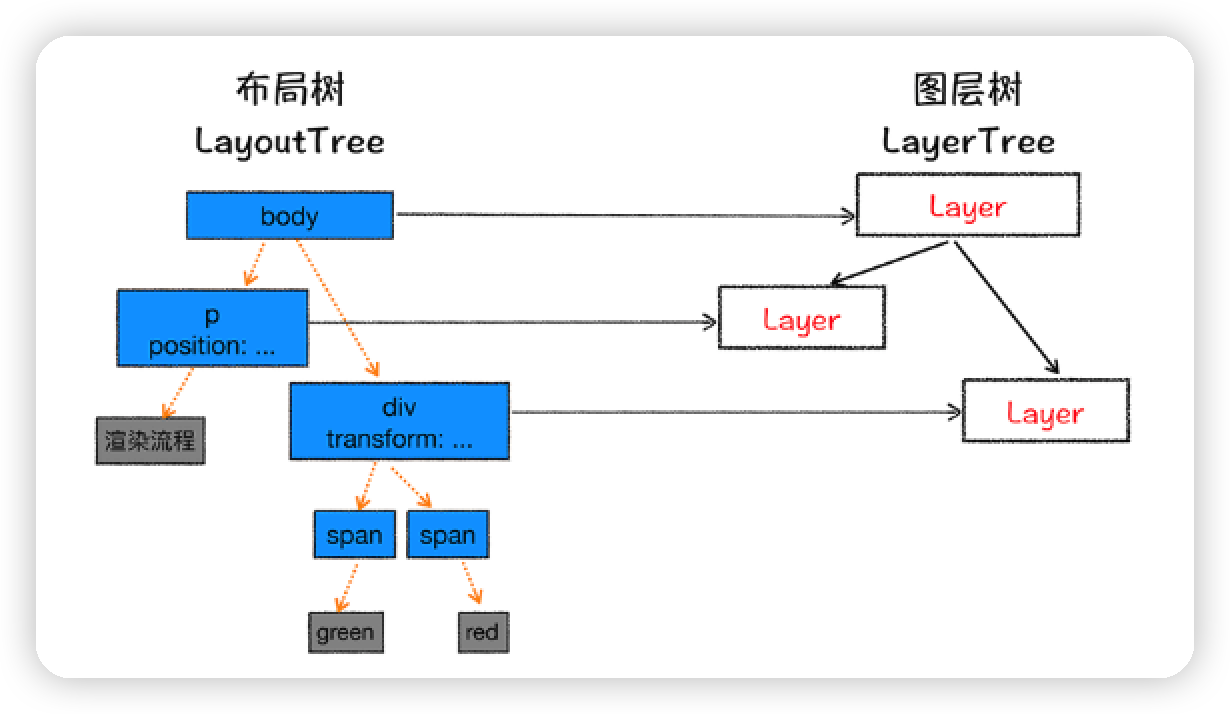 布局树
LayoutTree
图层树
LayerTree
body
Layer
p
position: ...
Layer
div
transform: ...
Layer
渲染流程
span
span
green
red